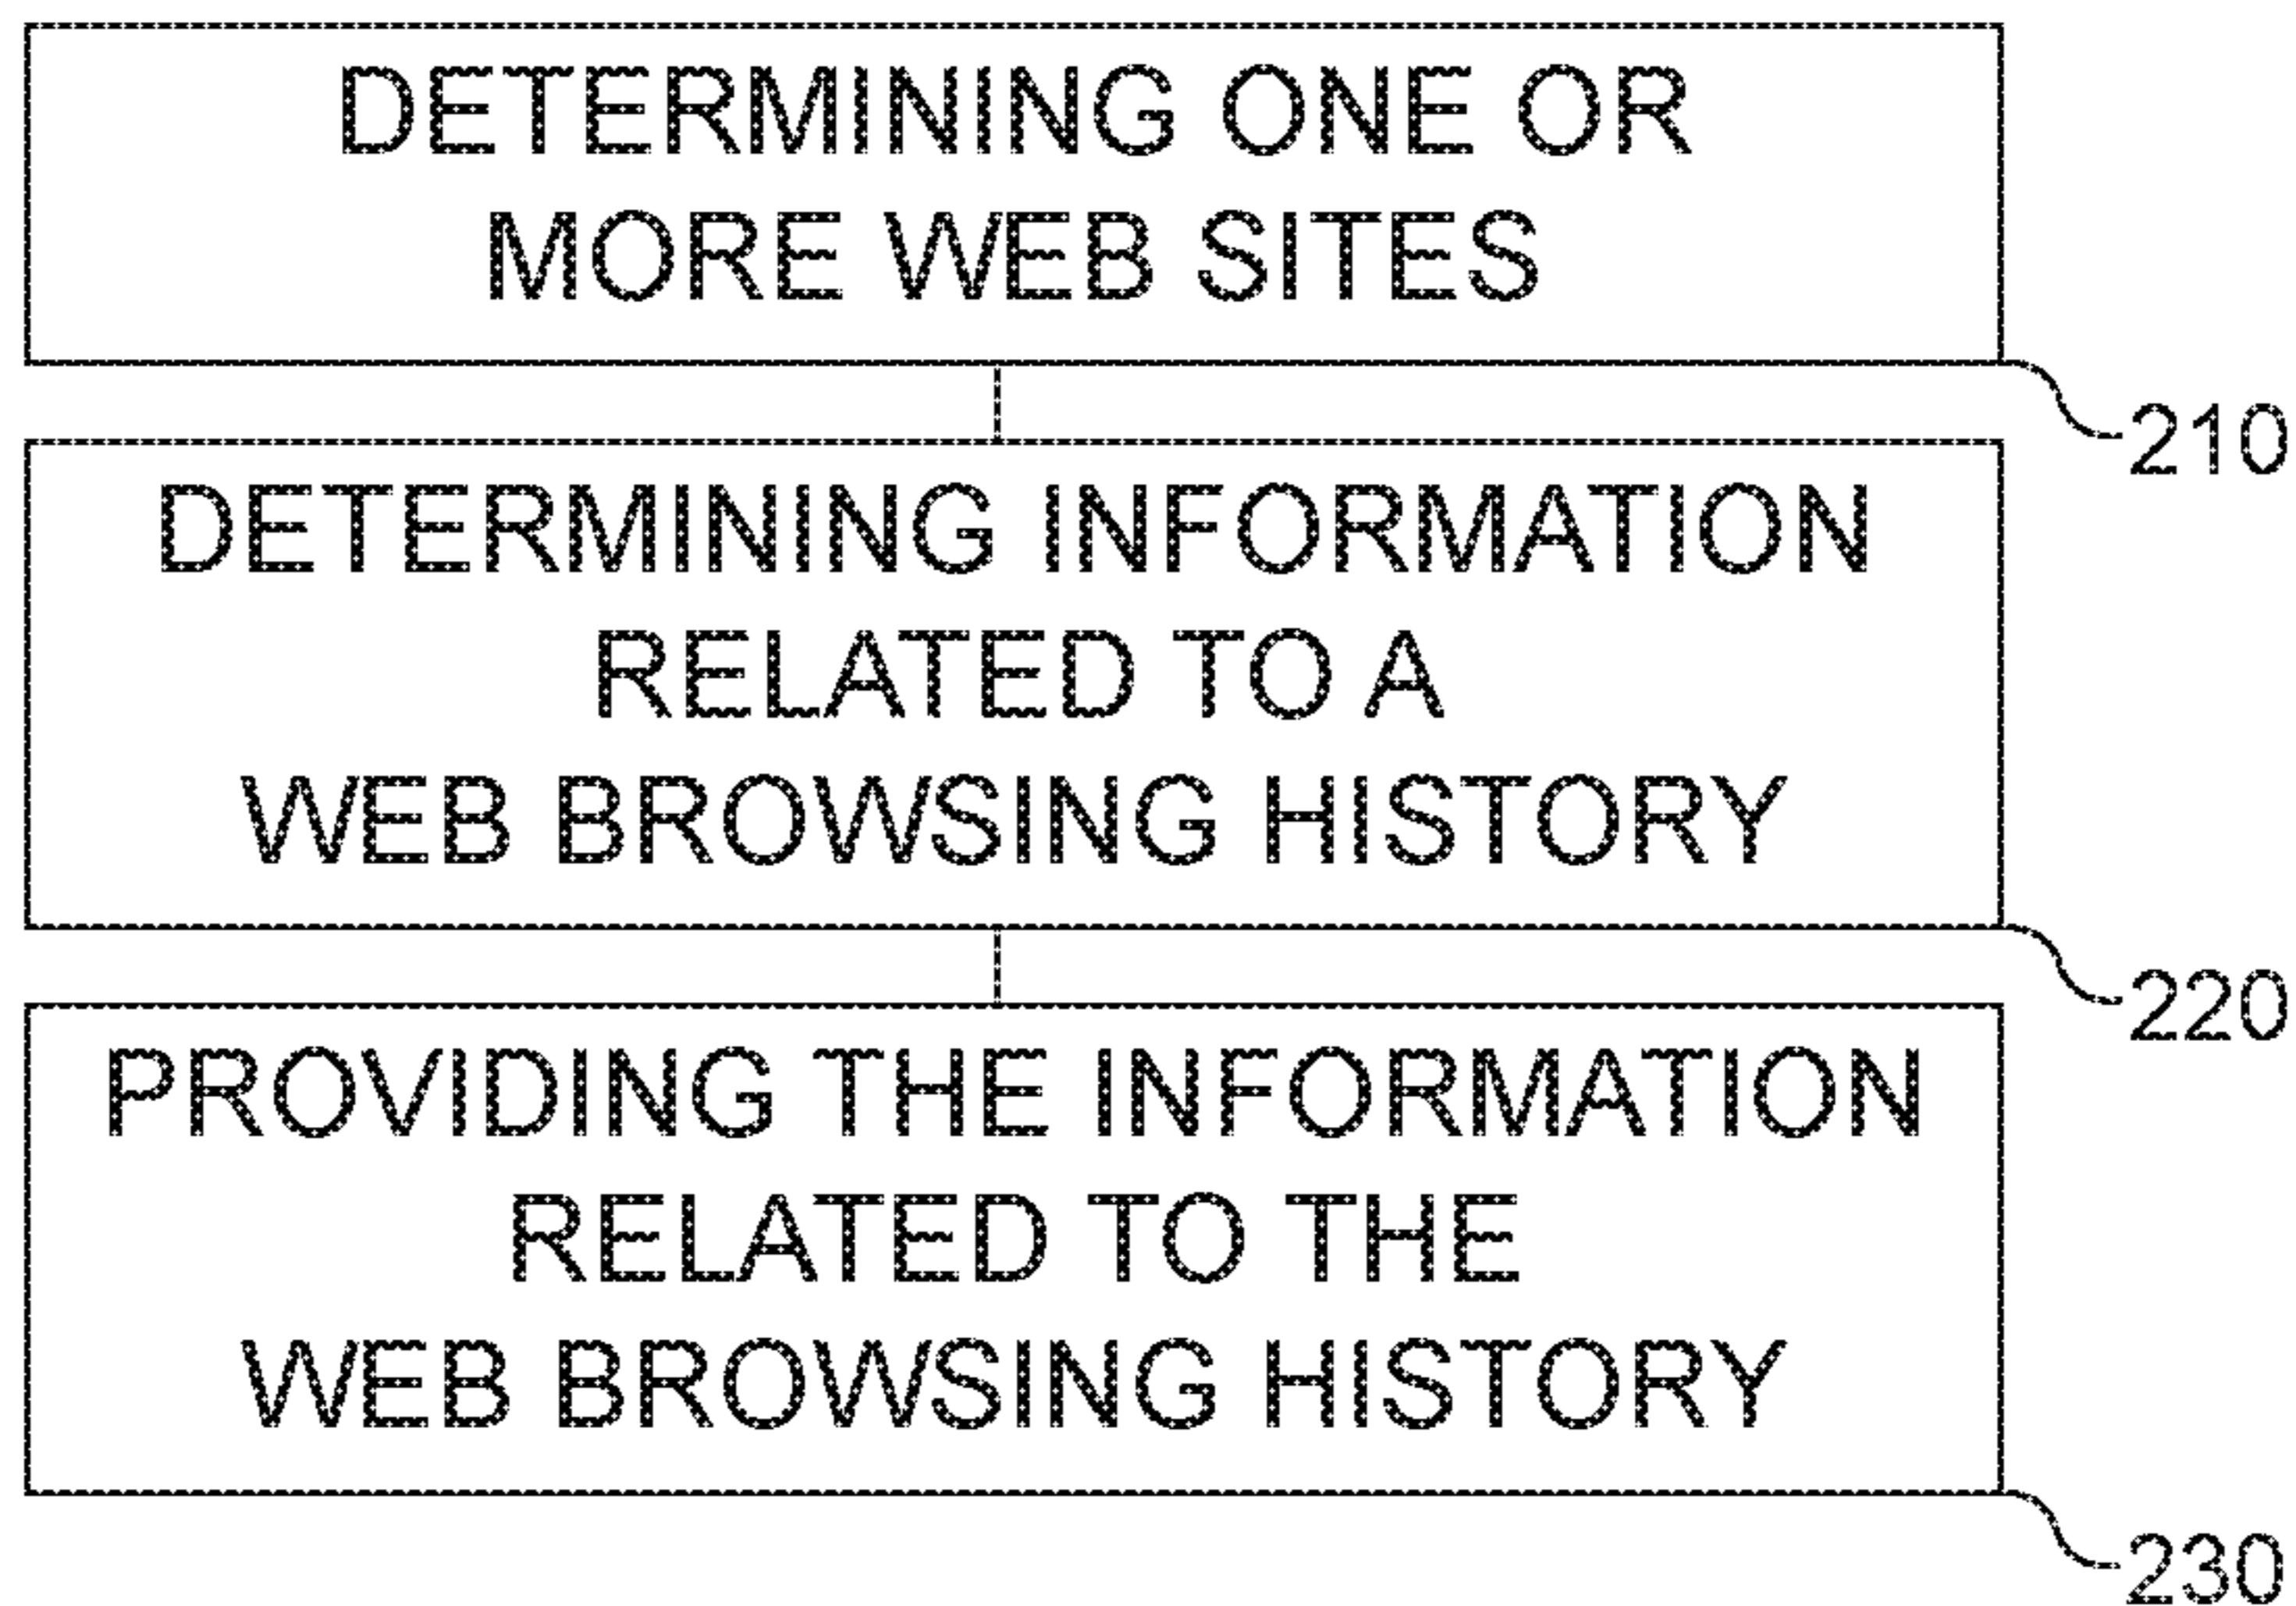 DETERMINING ONE OR
MORE WEB SITES
210
DETERMINING INFORMATION
RELATED TO A
WEB BROWSING HISTORY
220
PROVIDING THE INFORMATION
RELATED TO THE
WEB BROWSING HISTORY
230